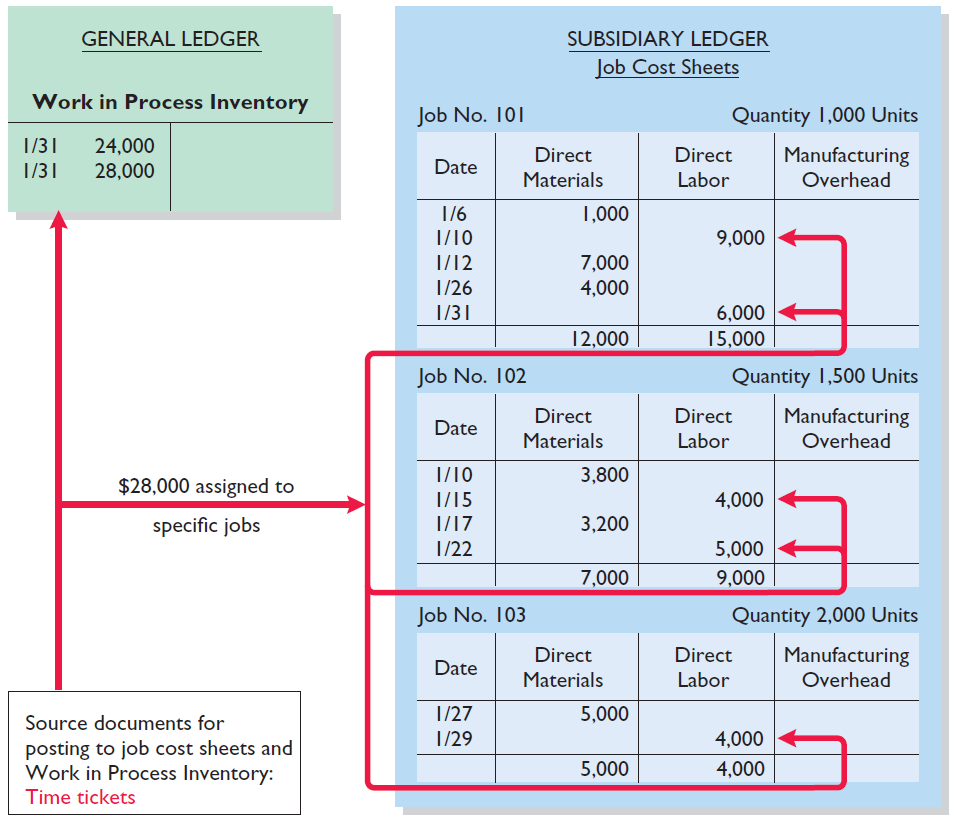 GENERAL LEDGER
Work in Process Inventory
1/31 24,000
1/31 28,000
SUBSIDIARY LEDGER
Job Cost Sheets
Job No. 101 Quantity 1,000 Units
Date Direct Materials Direct Labor Manufacturing Overhead
1/6 1,000
1/10 9,000
1/12 7,000
1/26 4,000
1/31 6,000
12,000 15,000
Job No. 102 Quantity 1,500 Units
Date Direct Materials Direct Labor Manufacturing Overhead
1/10 3,800
1/15 4,000
1/17 3,200
1/22 5,000
7,000 9,000
Job No. 103 Quantity 2,000 Units
Date Direct Materials Direct Labor Manufacturing Overhead
1/27 5,000
1/29 4,000
5,000 4,000
$28,000 assigned to
specific jobs
Source documents for
posting to job cost sheets and
Work in Process Inventory:
Time tickets